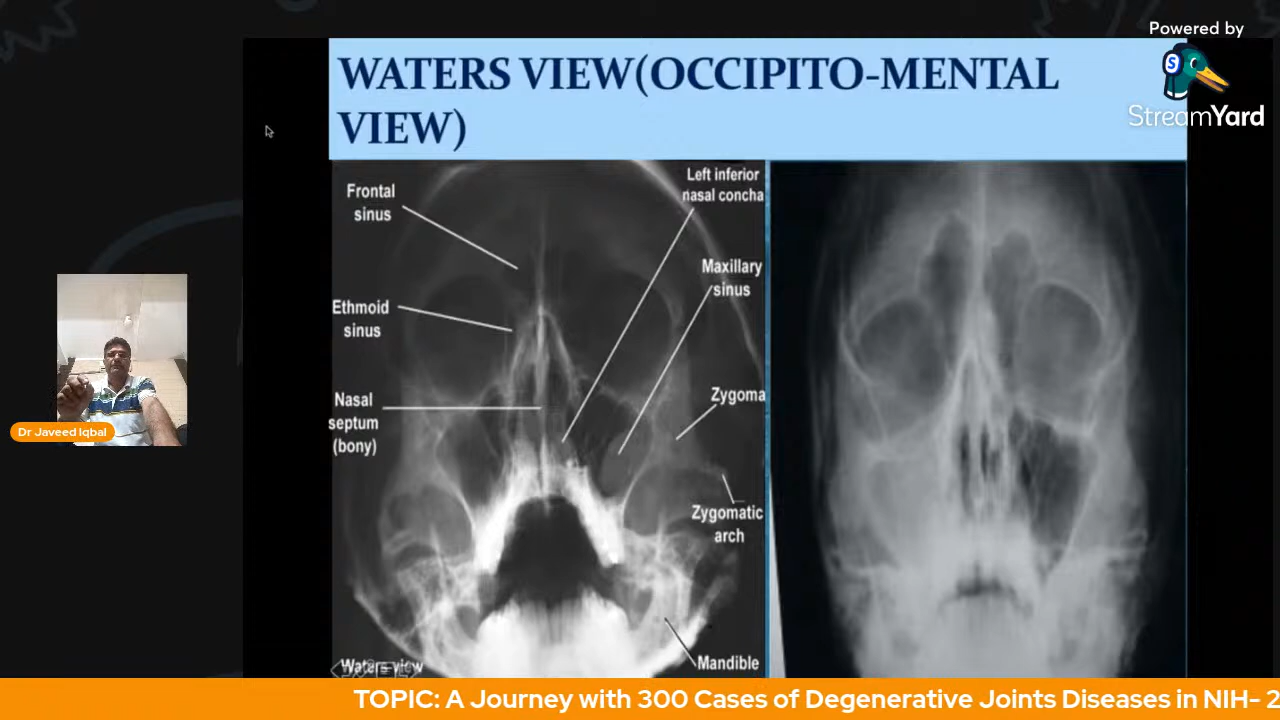 Powered by
StreamYard
WATERS VIEW(OCCIPITO-MENTAL
VIEW)
Frontal
sinus
Left inferior
nasal concha
Maxillary
sinus
Ethmoid
sinus
Nasal
septum
(bony)
Zygoma
Zygomatic
arch
Mandible
Waters view
Dr Javeed Iqbal
TOPIC: A Journey with 300 Cases of Degenerative Joints Diseases in NIH- 2